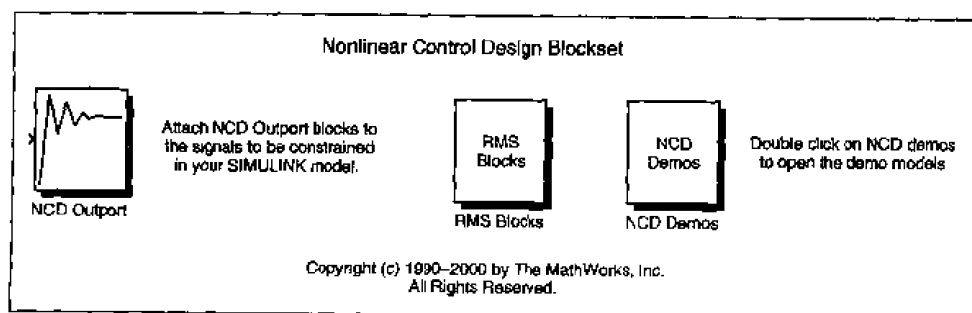 Nonlinear Control Design Blockset
Attach NCD Outport blocks to
the signals to be constrained
in your SIMULINK model.
NCD Outport
RMS
Blocks
RMS Blocks
NCD
Demos
NCD Demos
Double click on NCD demos
to open the demo models
Copyright (c) 1990–2000 by The MathWorks, Inc.
All Rights Reserved.